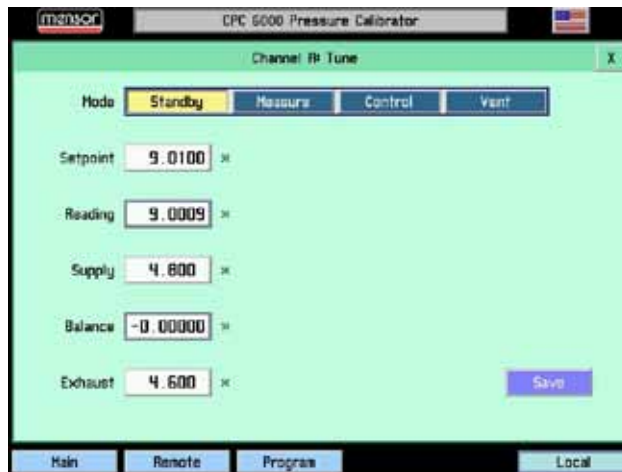 mensor CPC 6000 Pressure Calibrator
Channel A: Tune X
Mode Standby Measure Control Vent
Setpoint 9.0100 %
Reading 9.0009 %
Supply 4.800 %
Balance -0.00000 %
Exhaust 4.600 %
Save
Main Remote Program Local